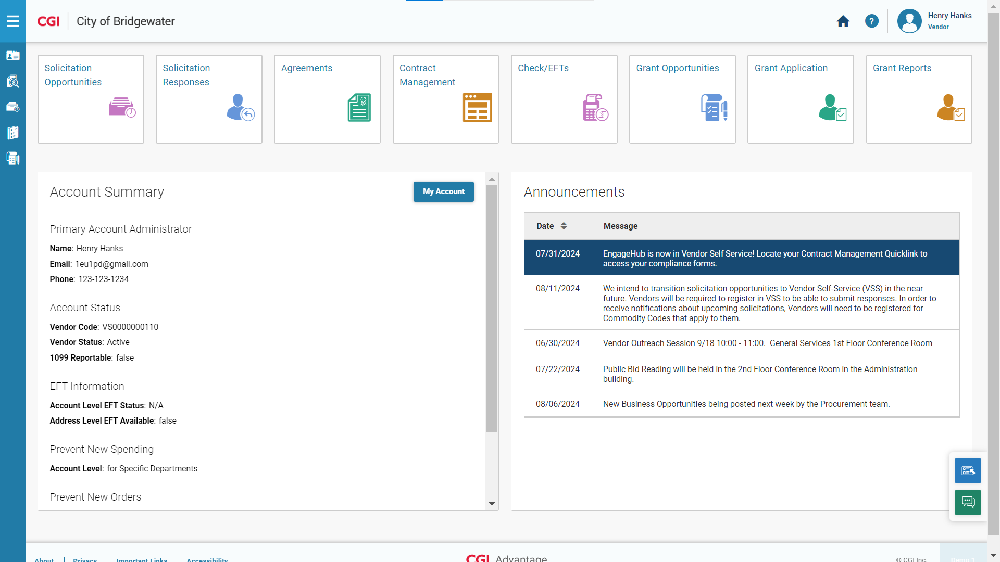 CGI City of Bridgewater
?
Henry Hanks
Vendor
Solicitation
Opportunities
Solicitation
Responses
Agreements
Contract
Management
Check/EFTs
Grant Opportunities
Grant Application
Grant Reports
Account Summary
My Account
Primary Account Administrator
Name: Henry Hanks
Email: 1eu1pd@gmail.com
Phone: 123-123-1234
Account Status
Vendor Code: VS0000000110
Vendor Status: Active
1099 Reportable: false
EFT Information
Account Level EFT Status: N/A
Address Level EFT Available: false
Prevent New Spending
Account Level: for Specific Departments
Prevent New Orders
Announcements
Date Message
07/31/2024 EngageHub is now in Vendor Self Service! Locate your Contract Management Quicklink to
access your compliance forms.
08/11/2024 We intend to transition solicitation opportunities to Vendor Self-Service (VSS) in the near
future. Vendors will be required to register in VSS to be able to submit responses. In order to
receive notifications about upcoming solicitations, Vendors will need to be registered for
Commodity Codes that apply to them.
06/30/2024 Vendor Outreach Session 9/18 10:00 - 11:00. General Services 1st Floor Conference Room
07/22/2024 Public Bid Reading will be held in the 2nd Floor Conference Room in the Administration
building.
08/06/2024 New Business Opportunities being posted next week by the Procurement team.
About | Privacy | Important Links | Accessibility
CGI Advantage
© CGI Inc.
Demo 1